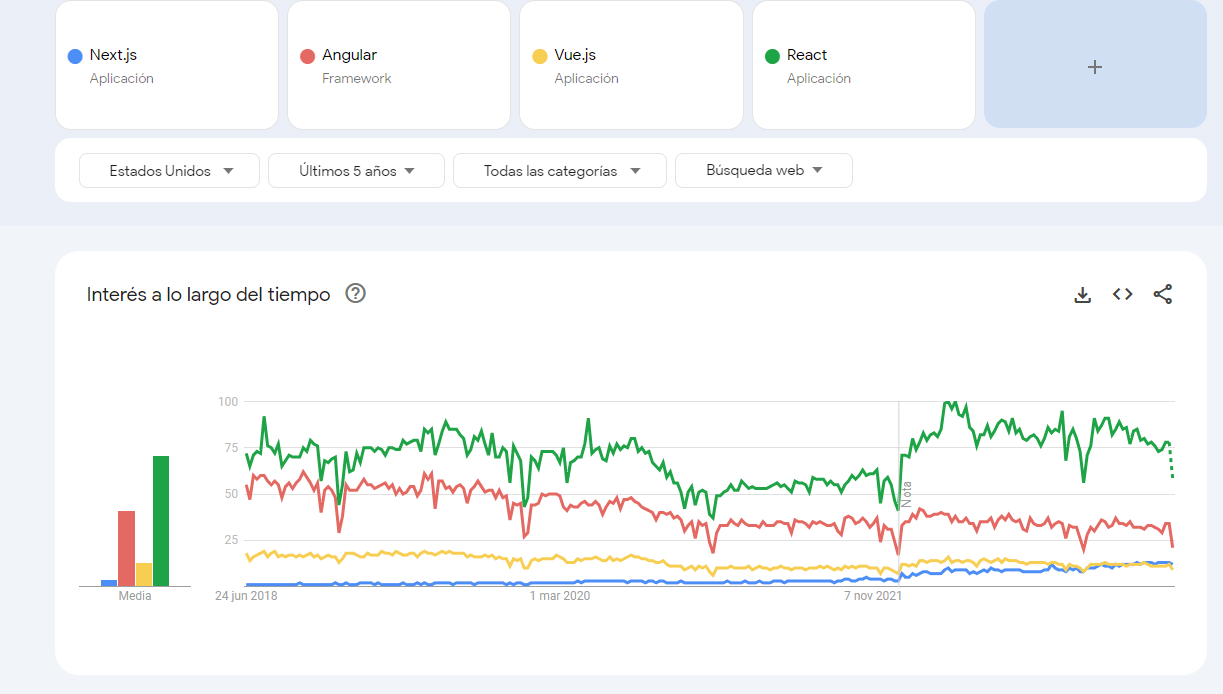 Next.js
Aplicación
Angular
Framework
Vue.js
Aplicación
React
Aplicación
+
Estados Unidos
Últimos 5 años
Todas las categorías
Búsqueda web
Interés a lo largo del tiempo ?
100
75
50
25
Nota
Media
24 jun 2018
1 mar 2020
7 nov 2021